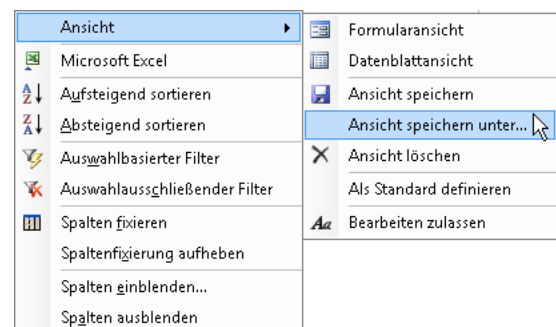 Ansicht
Microsoft Excel
Aufsteigend sortieren
Absteigend sortieren
Auswahlbasierter Filter
Auswahlausschließender Filter
Spalten fixieren
Spaltenfixierung aufheben
Spalten einblenden...
Spalten ausblenden
Formularansicht
Datenblattansicht
Ansicht speichern
Ansicht speichern unter...
Ansicht löschen
Als Standard definieren
Bearbeiten zulassen